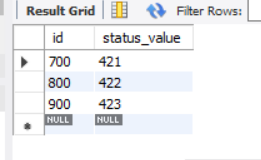 Result Grid Filter Rows:
id status_value
700 421
800 422
900 423
NULL NULL